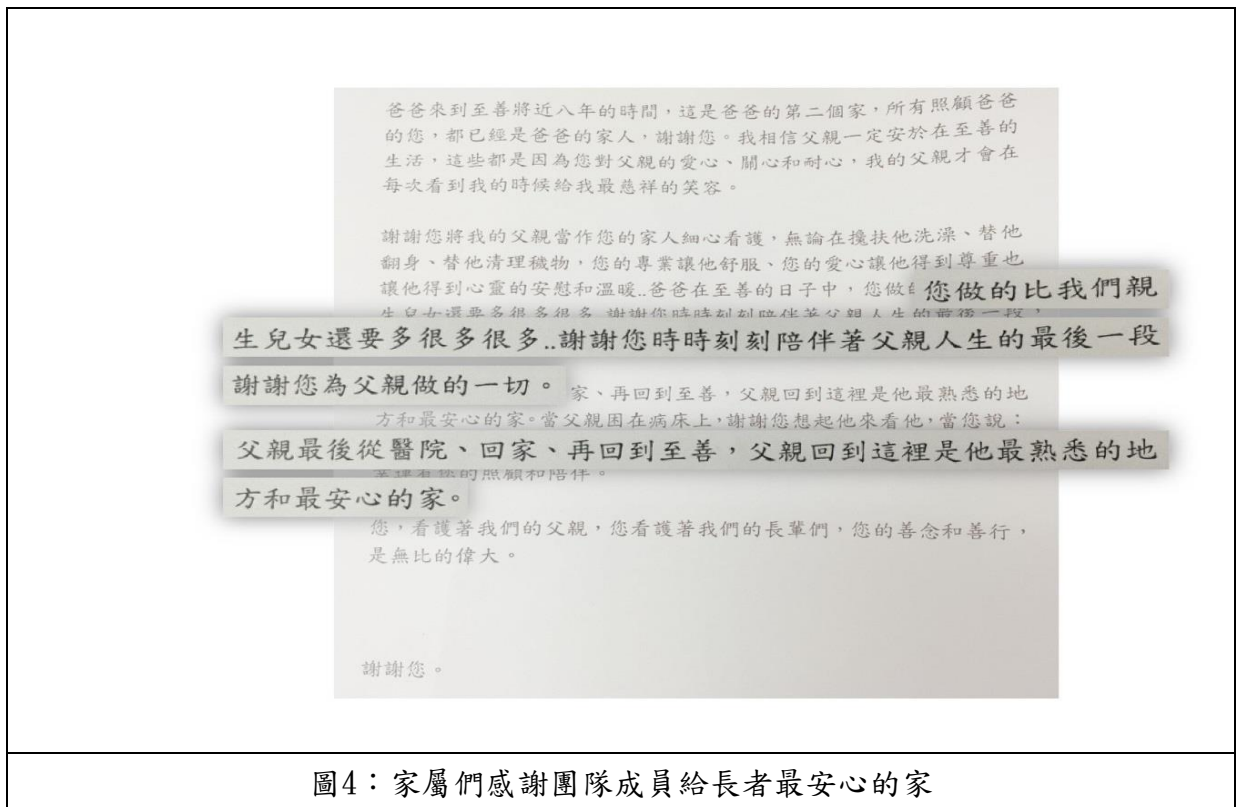 爸爸來到至善將近八年的時間，這是爸爸的第二個家，所有照顧爸爸
的您，都已經是爸爸的家人，謝謝您。我相信父親一定安於在至善的
生活，這些都是因為您對父親的愛心、關心和耐心，我的父親才會在
每次看到我的時候給我最慈祥的笑容。
謝謝您將我的父親當作您的家人細心看護，無論在攙扶他洗澡、替他
翻身、替他清理穢物，您的專業讓他舒服、您的愛心讓他得到尊重也
讓他得到心靈的安慰和溫暖..爸爸在至善的日子中，您做
您做的比我們親
生兒女還要多很多很多..謝謝您時時刻刻陪伴著父親人生的最後一段
謝謝您為父親做的一切。
家、再回到至善，父親回到這裡是他最熟悉的地
方和最安心的家。當父親困在病床上，謝謝您想起他來看他，當您說：
父親最後從醫院、回家、再回到至善，父親回到這裡是他最熟悉的地
方和最安心的家。
的照顧和陪伴。
您，看護著我們的父親，您看護著我們的長輩們，您的善念和善行，
是無比的偉大。
謝謝您。
圖4：家屬們感謝團隊成員給長者最安心的家